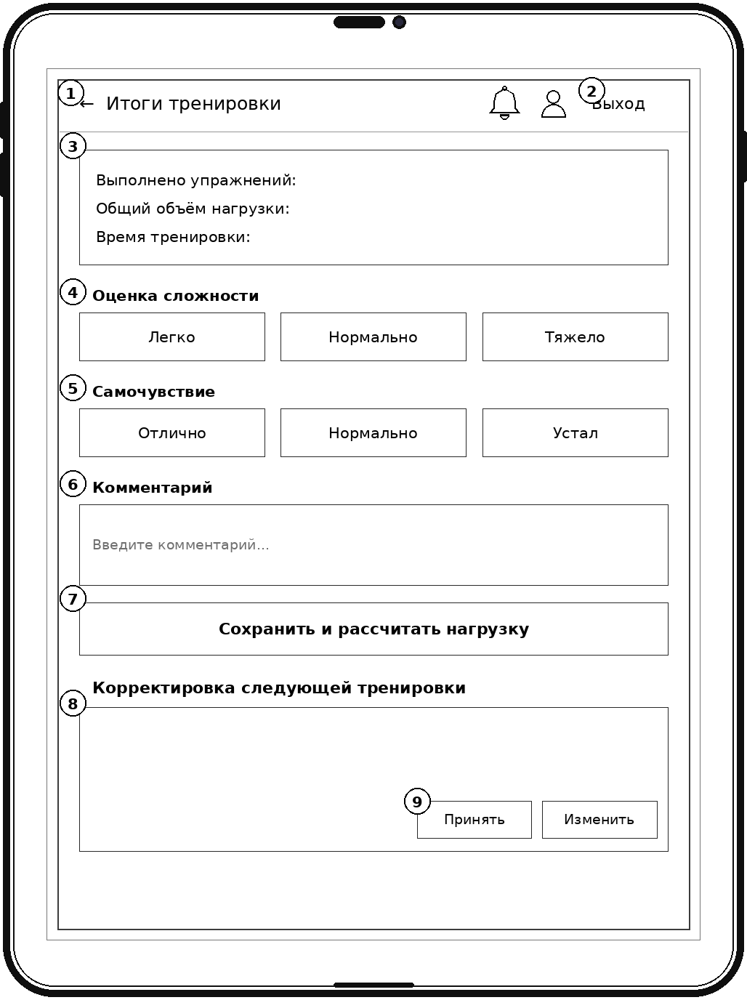 1 ← Итоги тренировки 2 Выход
3
Выполнено упражнений:
Общий объём нагрузки:
Время тренировки:
4 Оценка сложности
Легко Нормально Тяжело
5 Самочувствие
Отлично Нормально Устал
6 Комментарий
Введите комментарий...
7
Сохранить и рассчитать нагрузку
Корректировка следующей тренировки
8
9 Принять Изменить